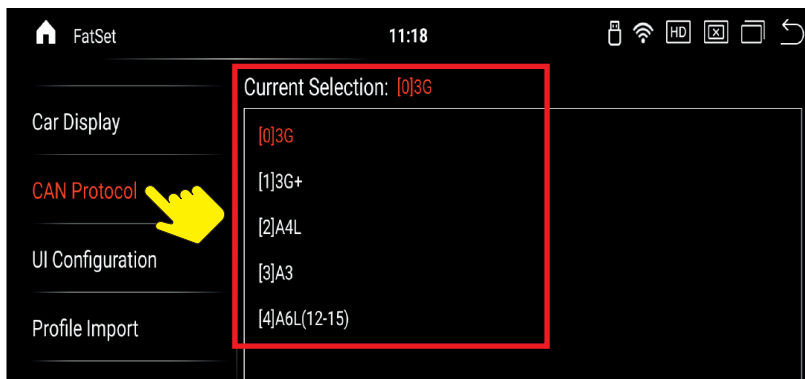 FatSet
11:18
HD
Current Selection: [0]3G
Car Display
CAN Protocol
UI Configuration
Profile Import
[0]3G
[1]3G+
[2]A4L
[3]A3
[4]A6L(12-15)